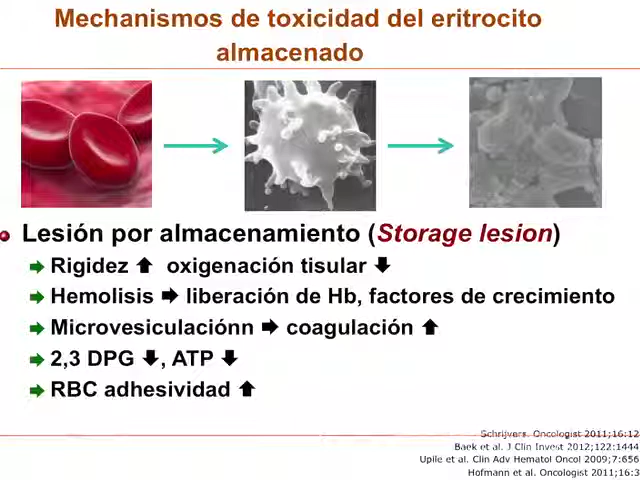 Mechanismos de toxicidad del eritrocito
almacenado
Lesión por almacenamiento (Storage lesion)
Rigidez ⬆ oxigenación tisular ⬇
Hemolisis ➡ liberación de Hb, factores de crecimiento
Microvesiculaciónn ➡ coagulación ⬆
2,3 DPG ⬇, ATP ⬇
RBC adhesividad ⬆
Schrijvers. Oncologist 2011;16:12
Baek et al. J Clin Invest 2012;122:1444
Upile et al. Clin Adv Hematol Oncol 2009;7:656
Hofmann et al. Oncologist 2011;16:3